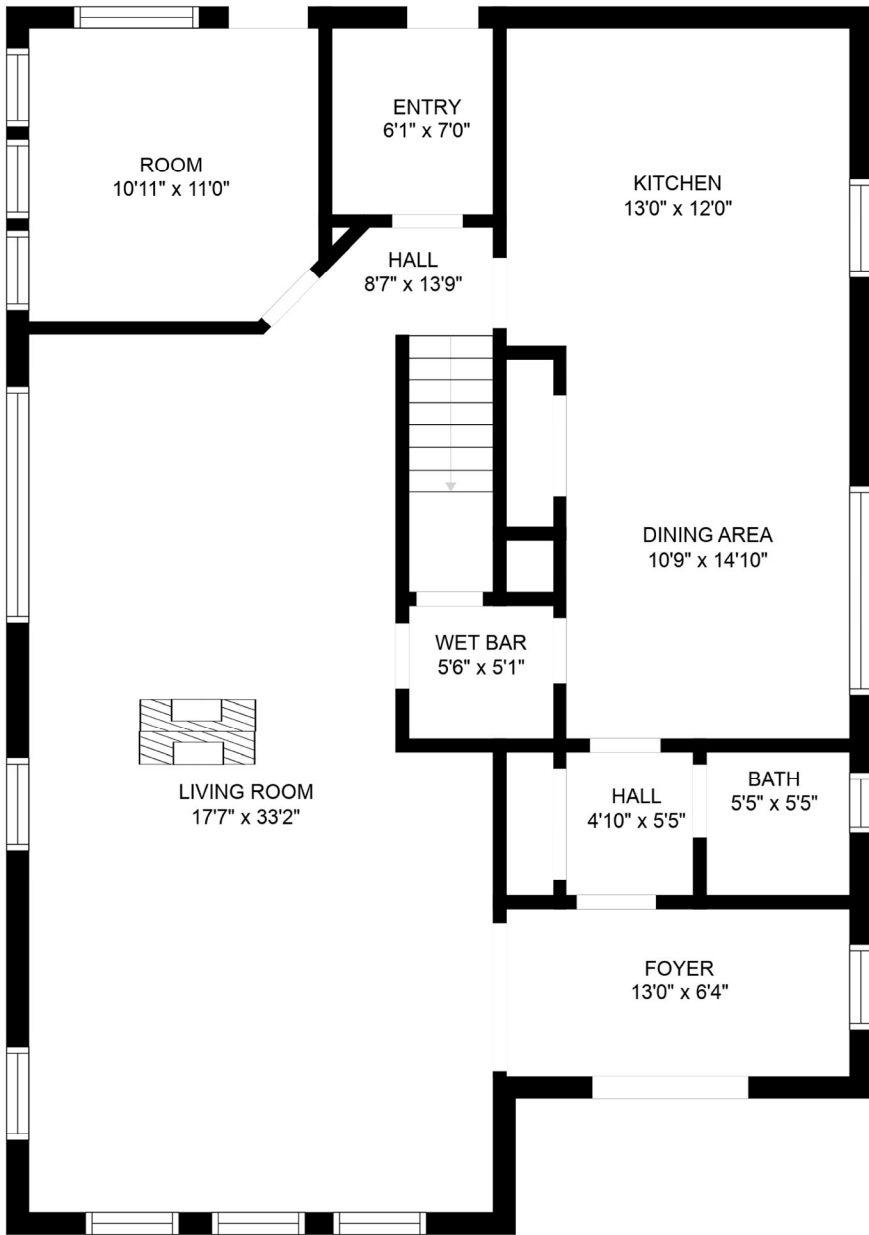 ENTRY
6'1" x 7'0"
ROOM
10'11" x 11'0"
KITCHEN
13'0" x 12'0"
HALL
8'7" x 13'9"
DINING AREA
10'9" x 14'10"
WET BAR
5'6" x 5'1"
LIVING ROOM
17'7" x 33'2"
HALL
4'10" x 5'5"
BATH
5'5" x 5'5"
FOYER
13'0" x 6'4"